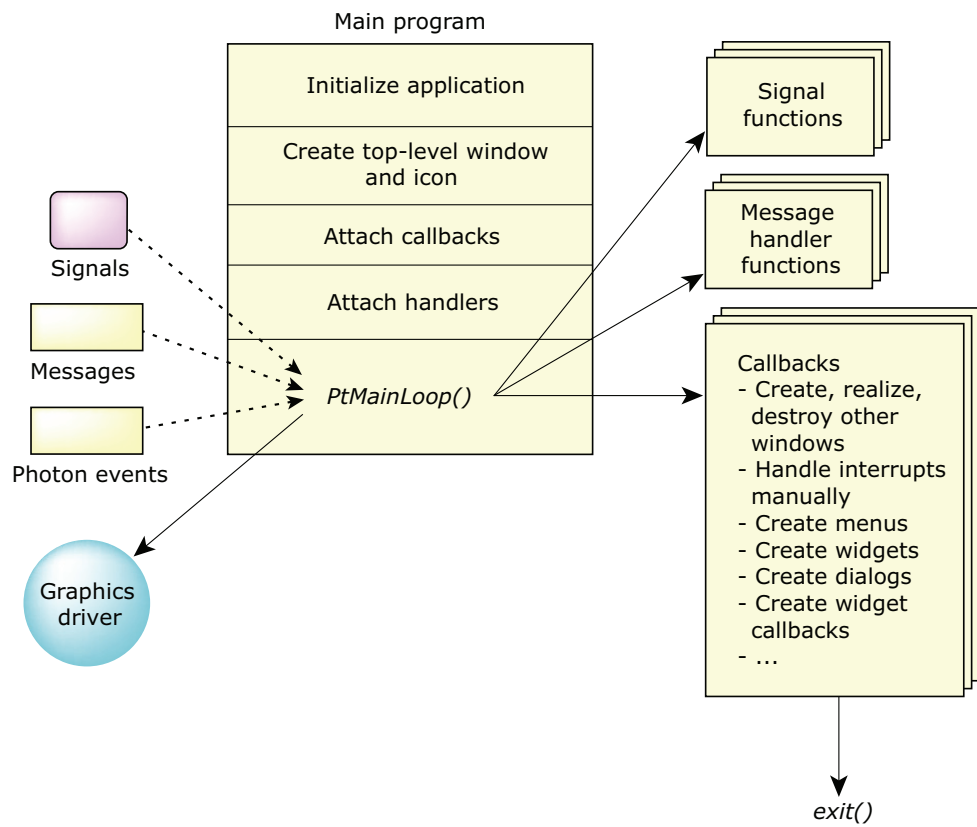 Main program
Initialize application
Create top-level window
and icon
Attach callbacks
Attach handlers
PtMainLoop()
Signals
Messages
Photon events
Graphics
driver
Signal
functions
Message
handler
functions
Callbacks
- Create, realize,
destroy other
windows
- Handle interrupts
manually
- Create menus
- Create widgets
- Create dialogs
- Create widget
callbacks
- ...
exit()